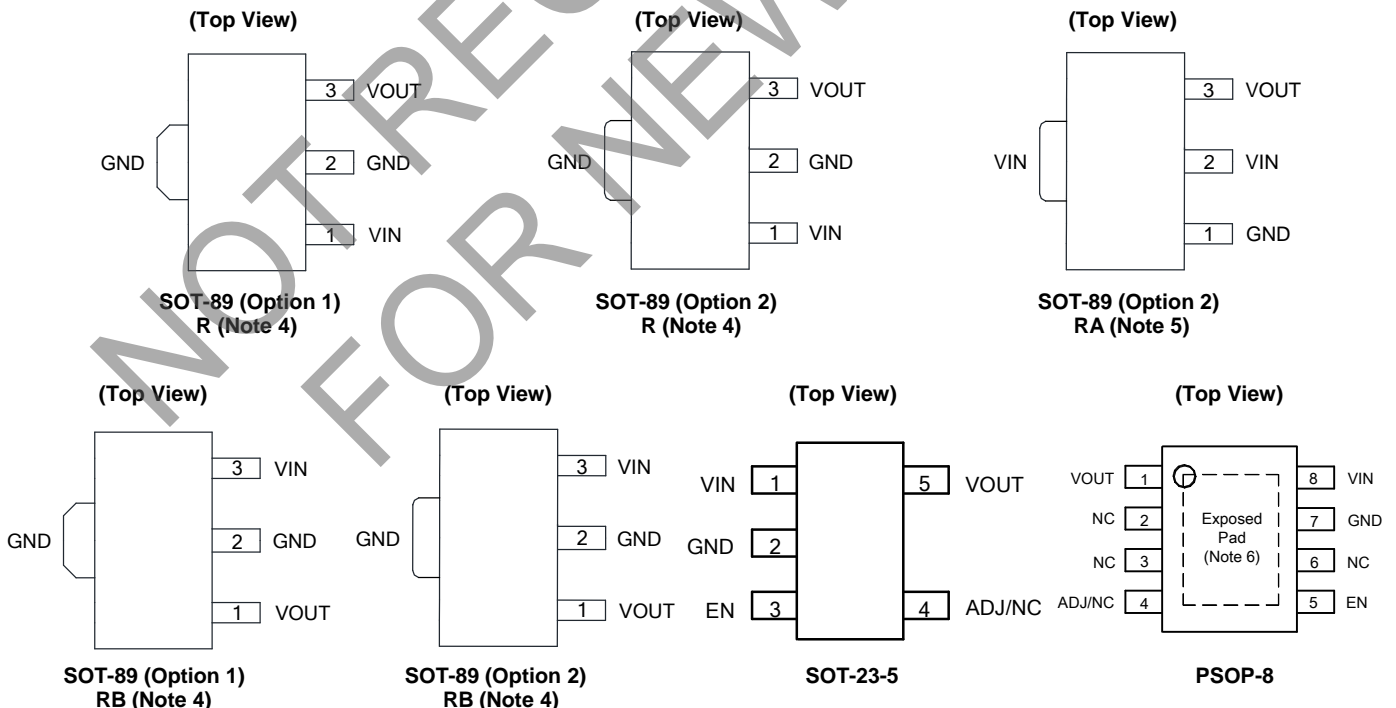 (Top View)
3 VOUT
GND
2 GND
1 VIN
SOT-89 (Option 1)
R (Note 4)
(Top View)
3 VOUT
GND
2 GND
1 VIN
SOT-89 (Option 2)
R (Note 4)
(Top View)
3 VOUT
VIN
2 VIN
1 GND
SOT-89 (Option 2)
RA (Note 5)
(Top View)
3 VIN
GND
2 GND
1 VOUT
SOT-89 (Option 1)
RB (Note 4)
(Top View)
3 VIN
GND
2 GND
1 VOUT
SOT-89 (Option 2)
RB (Note 4)
(Top View)
VIN 1
5 VOUT
GND 2
EN 3
4 ADJ/NC
SOT-23-5
(Top View)
VOUT 1
8 VIN
NC 2
7 GND
Exposed
Pad
(Note 6)
NC 3
6 NC
ADJ/NC 4
5 EN
PSOP-8
NOT REC
FOR NEW